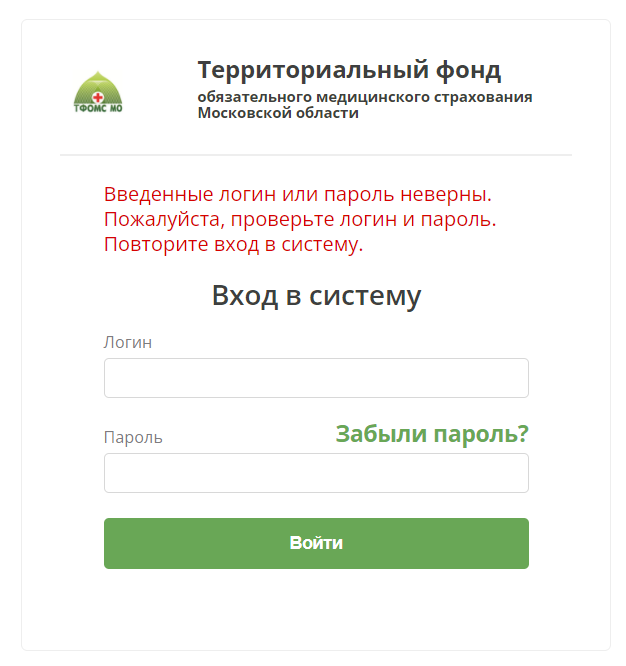 ТФОМС МО
Территориальный фонд
обязательного медицинского страхования
Московской области
Введенные логин или пароль неверны.
Пожалуйста, проверьте логин и пароль.
Повторите вход в систему.
Вход в систему
Логин
Пароль
Забыли пароль?
Войти